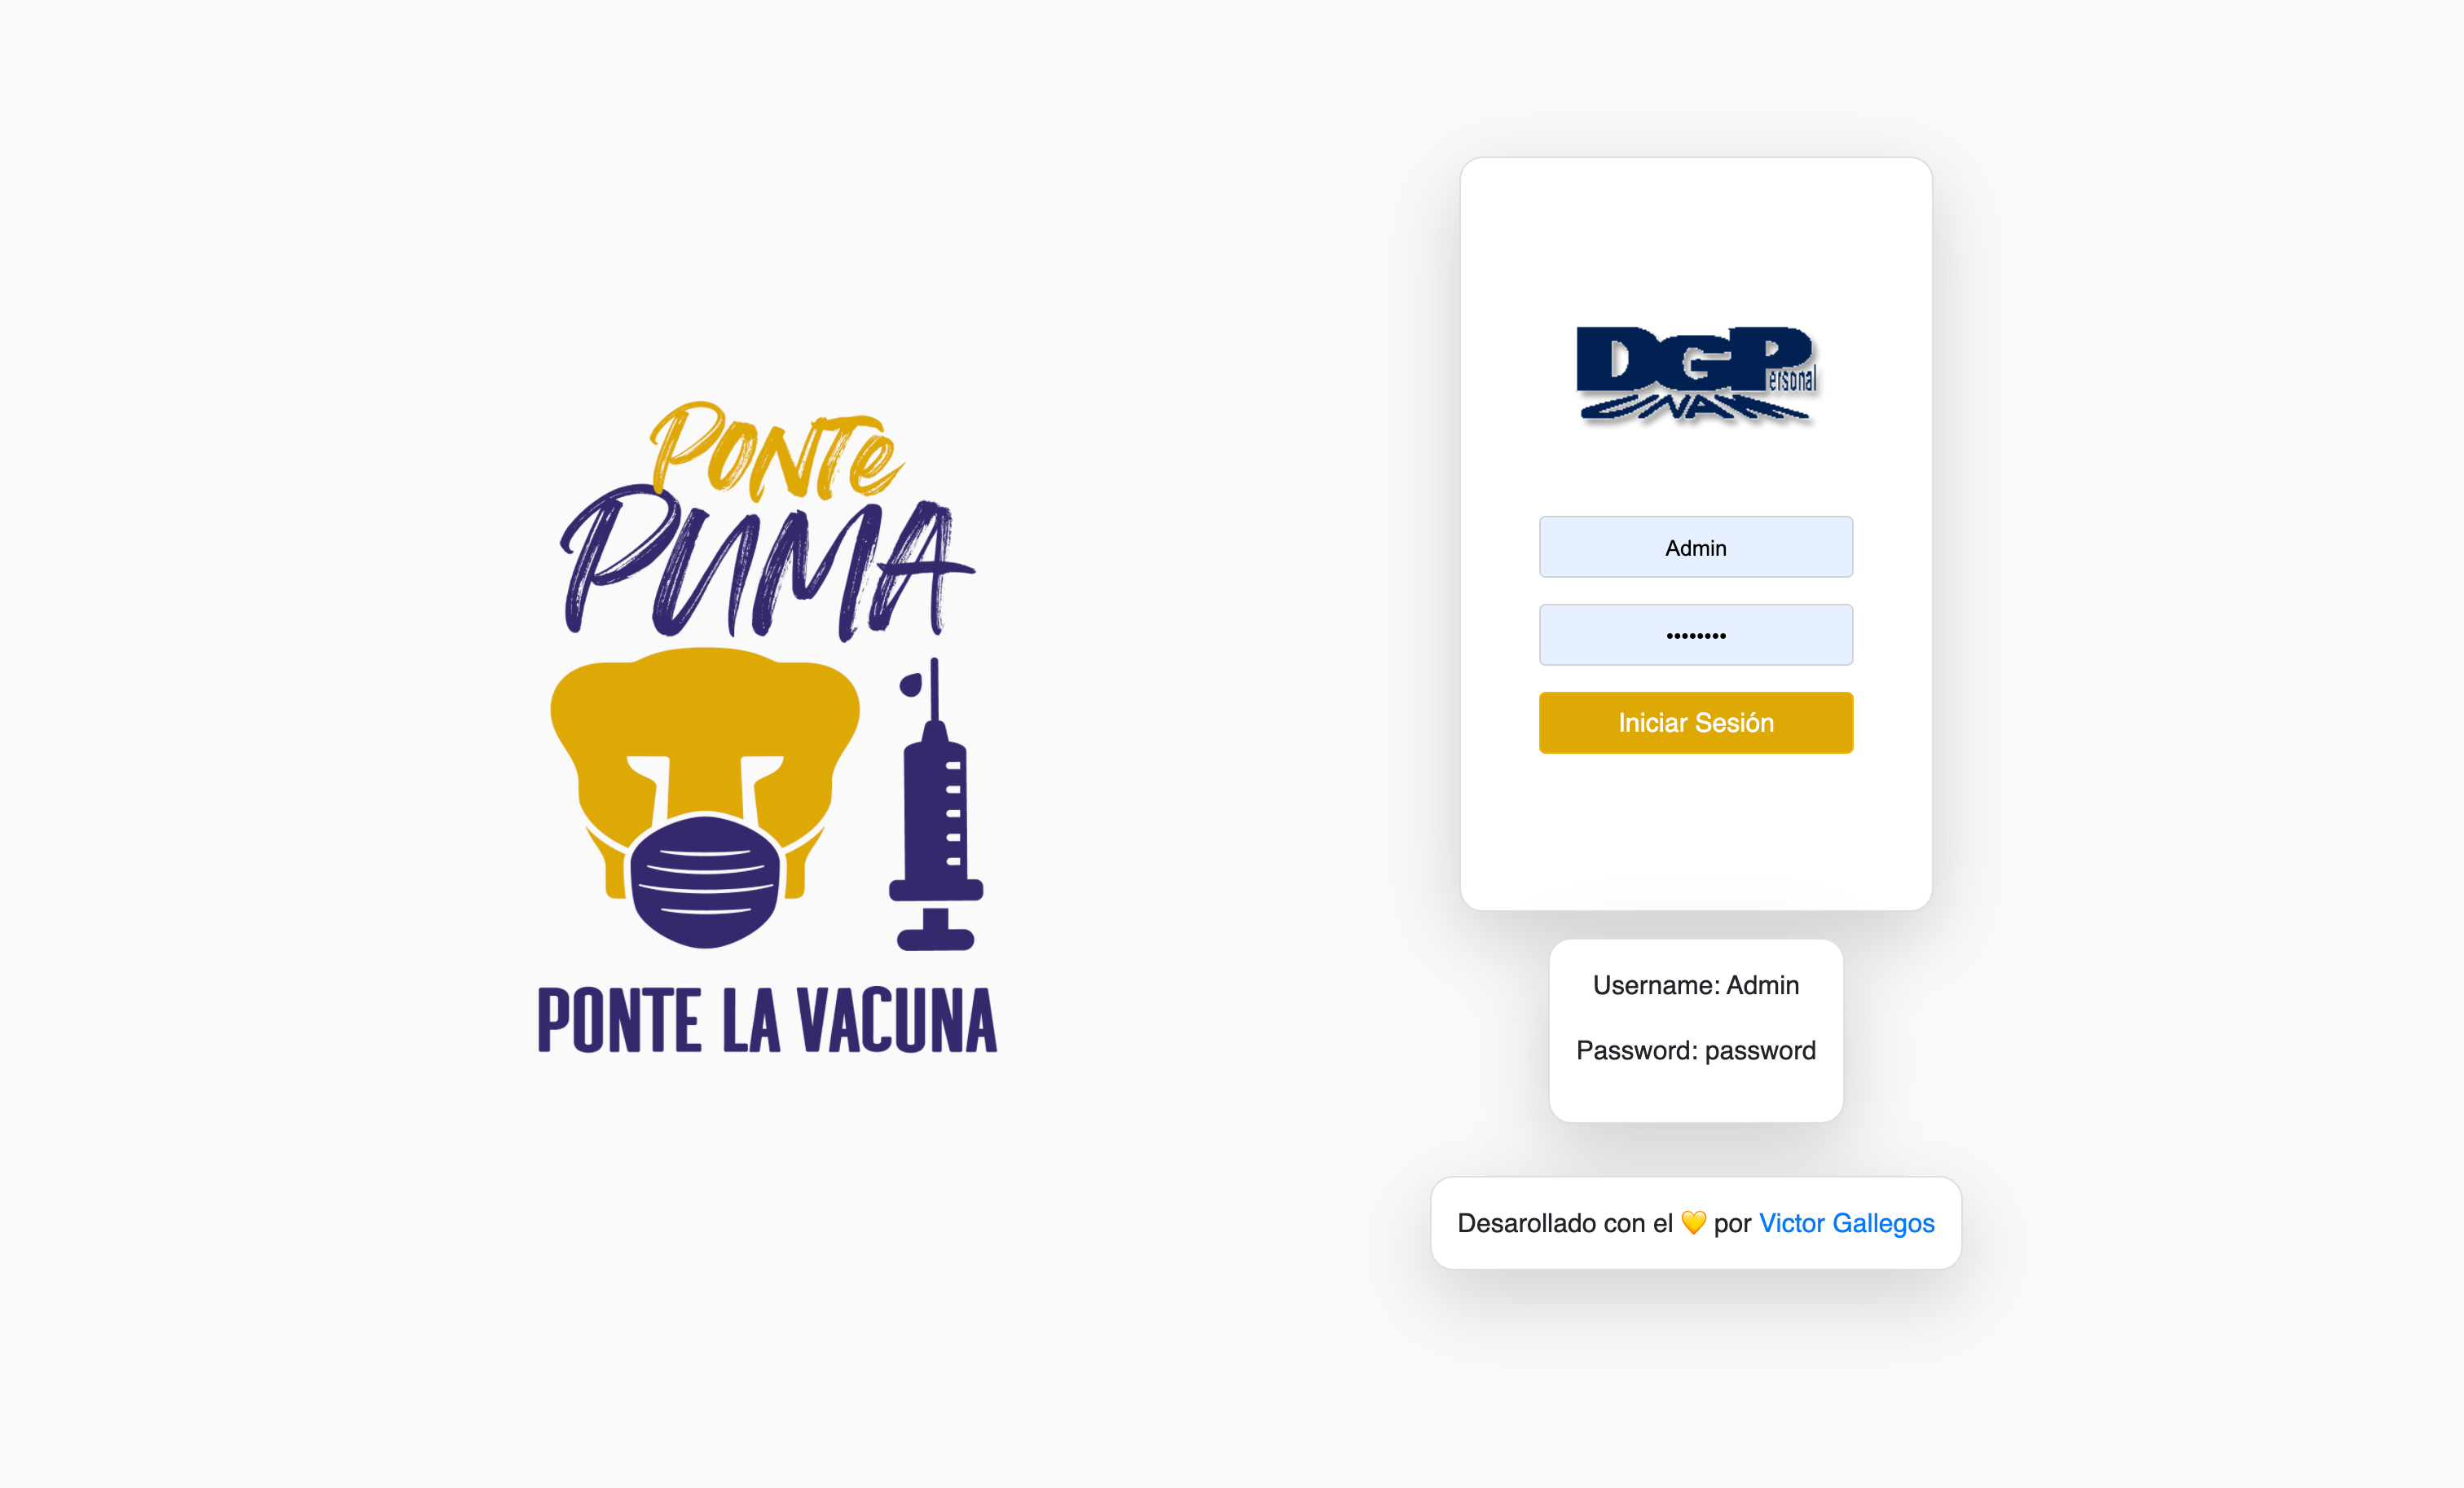 PONTe
PUMA
PONTE LA VACUNA
DGPersonal
UNAM
Admin
••••••••
Iniciar Sesión
Username: Admin
Password: password
Desarollado con el 💛 por Victor Gallegos